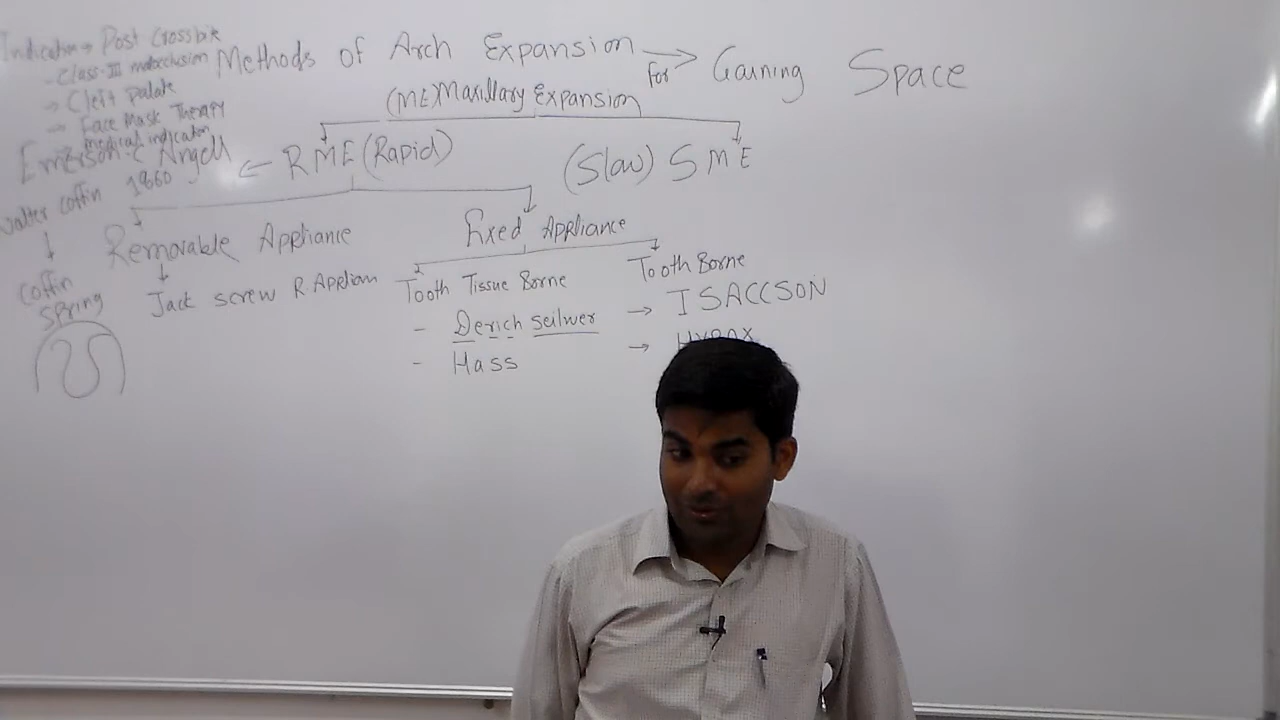 Indication → Post Crossbite
- Class-III malocclusion
→ Cleft Palate
→ Face Mask Therapy
→ medical indication
Methods of Arch Expansion for → Gaining Space
(ME) Maxillary Expansion
Emerson C Angell ← RME (Rapid)
1860
(Slow) SME
Walter Coffin
↓
Coffin
Spring
Removable Appliance
Jack screw R Appliam
Fixed Appliance
Tooth Tissue Borne
- Derich Seilwer
- Hass
Tooth Borne
→ ISACCSON
→ HYRAX